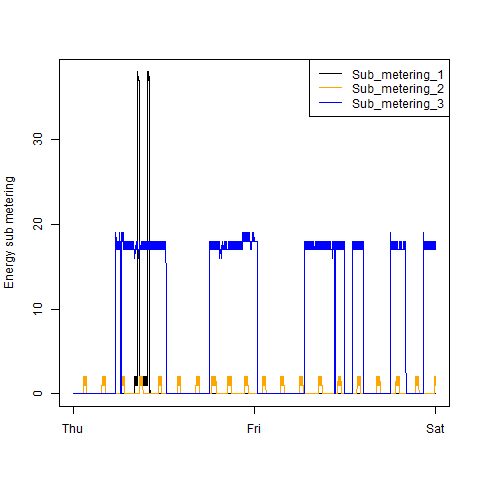 Sub_metering_1
Sub_metering_2
Sub_metering_3
Energy sub metering
30
20
10
0
Thu
Fri
Sat